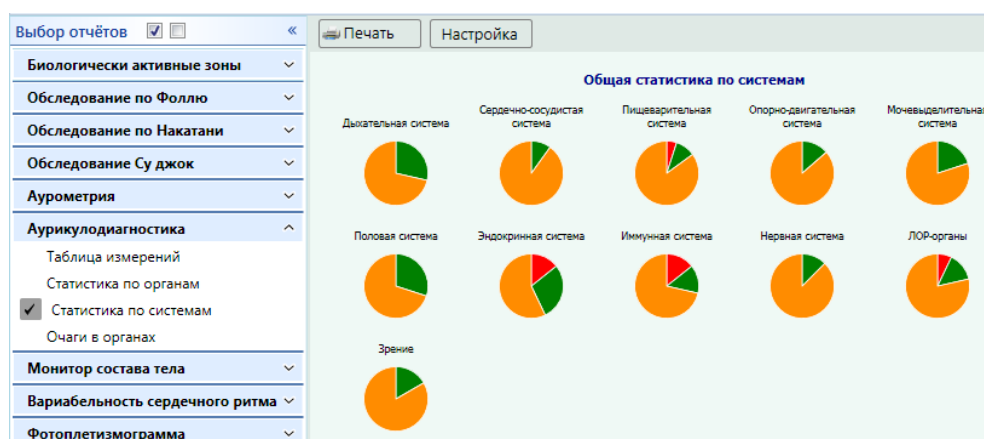 Выбор отчётов
Печать
Настройка
Биологически активные зоны
Обследование по Фоллю
Обследование по Накатани
Обследование Су джок
Аурометрия
Аурикулодиагностика
Таблица измерений
Статистика по органам
Статистика по системам
Очаги в органах
Монитор состава тела
Вариабельность сердечного ритма
Фотоплетизмограмма
Общая статистика по системам
Дыхательная система
Сердечно-сосудистая
система
Пищеварительная
система
Опорно-двигательная
система
Мочевыделительна
система
Половая система
Эндокринная система
Иммунная система
Нервная система
ЛОР-органы
Зрение